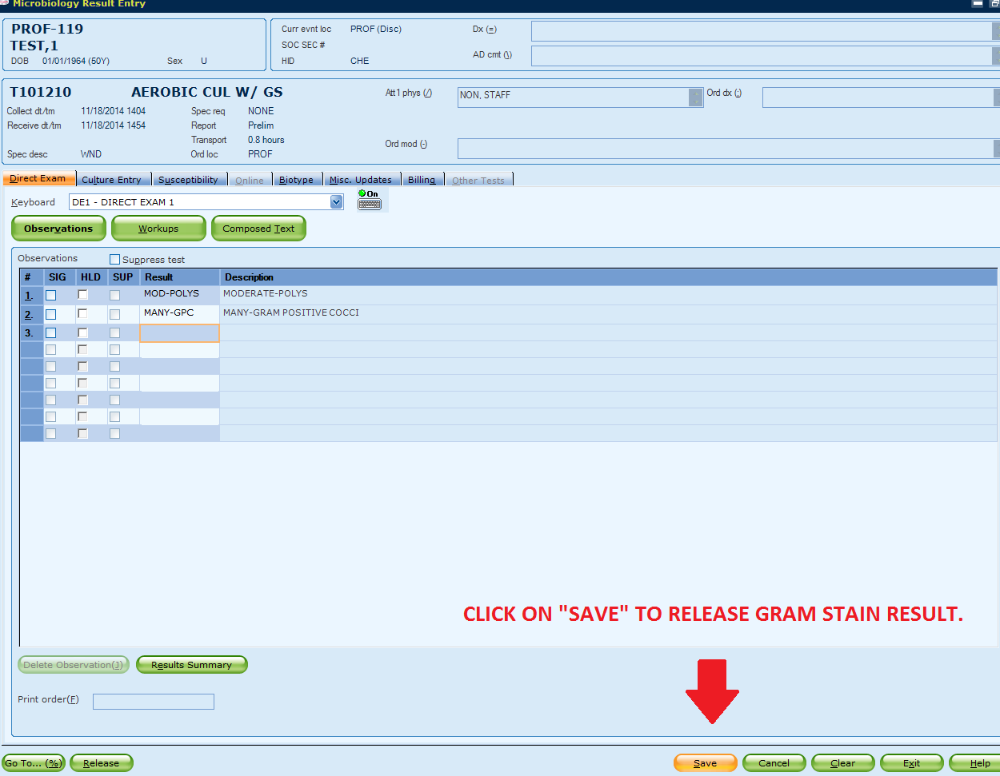 Microbiology Result Entry
PROF-119
TEST,1
DOB 01/01/1964 (50Y) Sex U
Curr evnt loc PROF (Disc) Dx (=)
SOC SEC #
AD cmt (\)
HID CHE
T101210 AEROBIC CUL W/ GS
Att1 phys (/) NON, STAFF Ord dx (;)
Collect dt/tm 11/18/2014 1404 Spec req NONE
Receive dt/tm 11/18/2014 1454 Report Prelim
Transport 0.8 hours
Ord mod (-)
Spec desc WND Ord loc PROF
Direct Exam Culture Entry Susceptibility Online Biotype Misc. Updates Billing Other Tests
Keyboard DE1 - DIRECT EXAM 1 On
Observations Workups Composed Text
Observations Suppress test
# SIG HLD SUP Result Description
1. MOD-POLYS MODERATE-POLYS
2. MANY-GPC MANY-GRAM POSITIVE COCCI
3.
CLICK ON "SAVE" TO RELEASE GRAM STAIN RESULT.
Delete Observation(J) Results Summary
Print order(F)
Go To... (%) Release Save Cancel Clear Exit Help